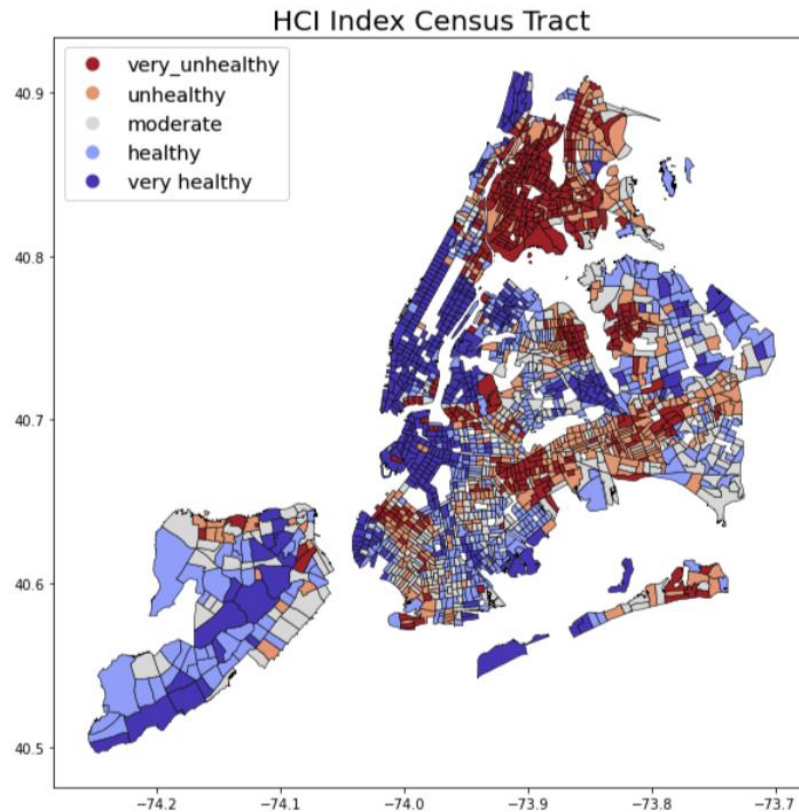 HCI Index Census Tract
very_unhealthy
unhealthy
moderate
healthy
very healthy
40.9
40.8
40.7
40.6
40.5
−74.2 −74.1 −74.0 −73.9 −73.8 −73.7